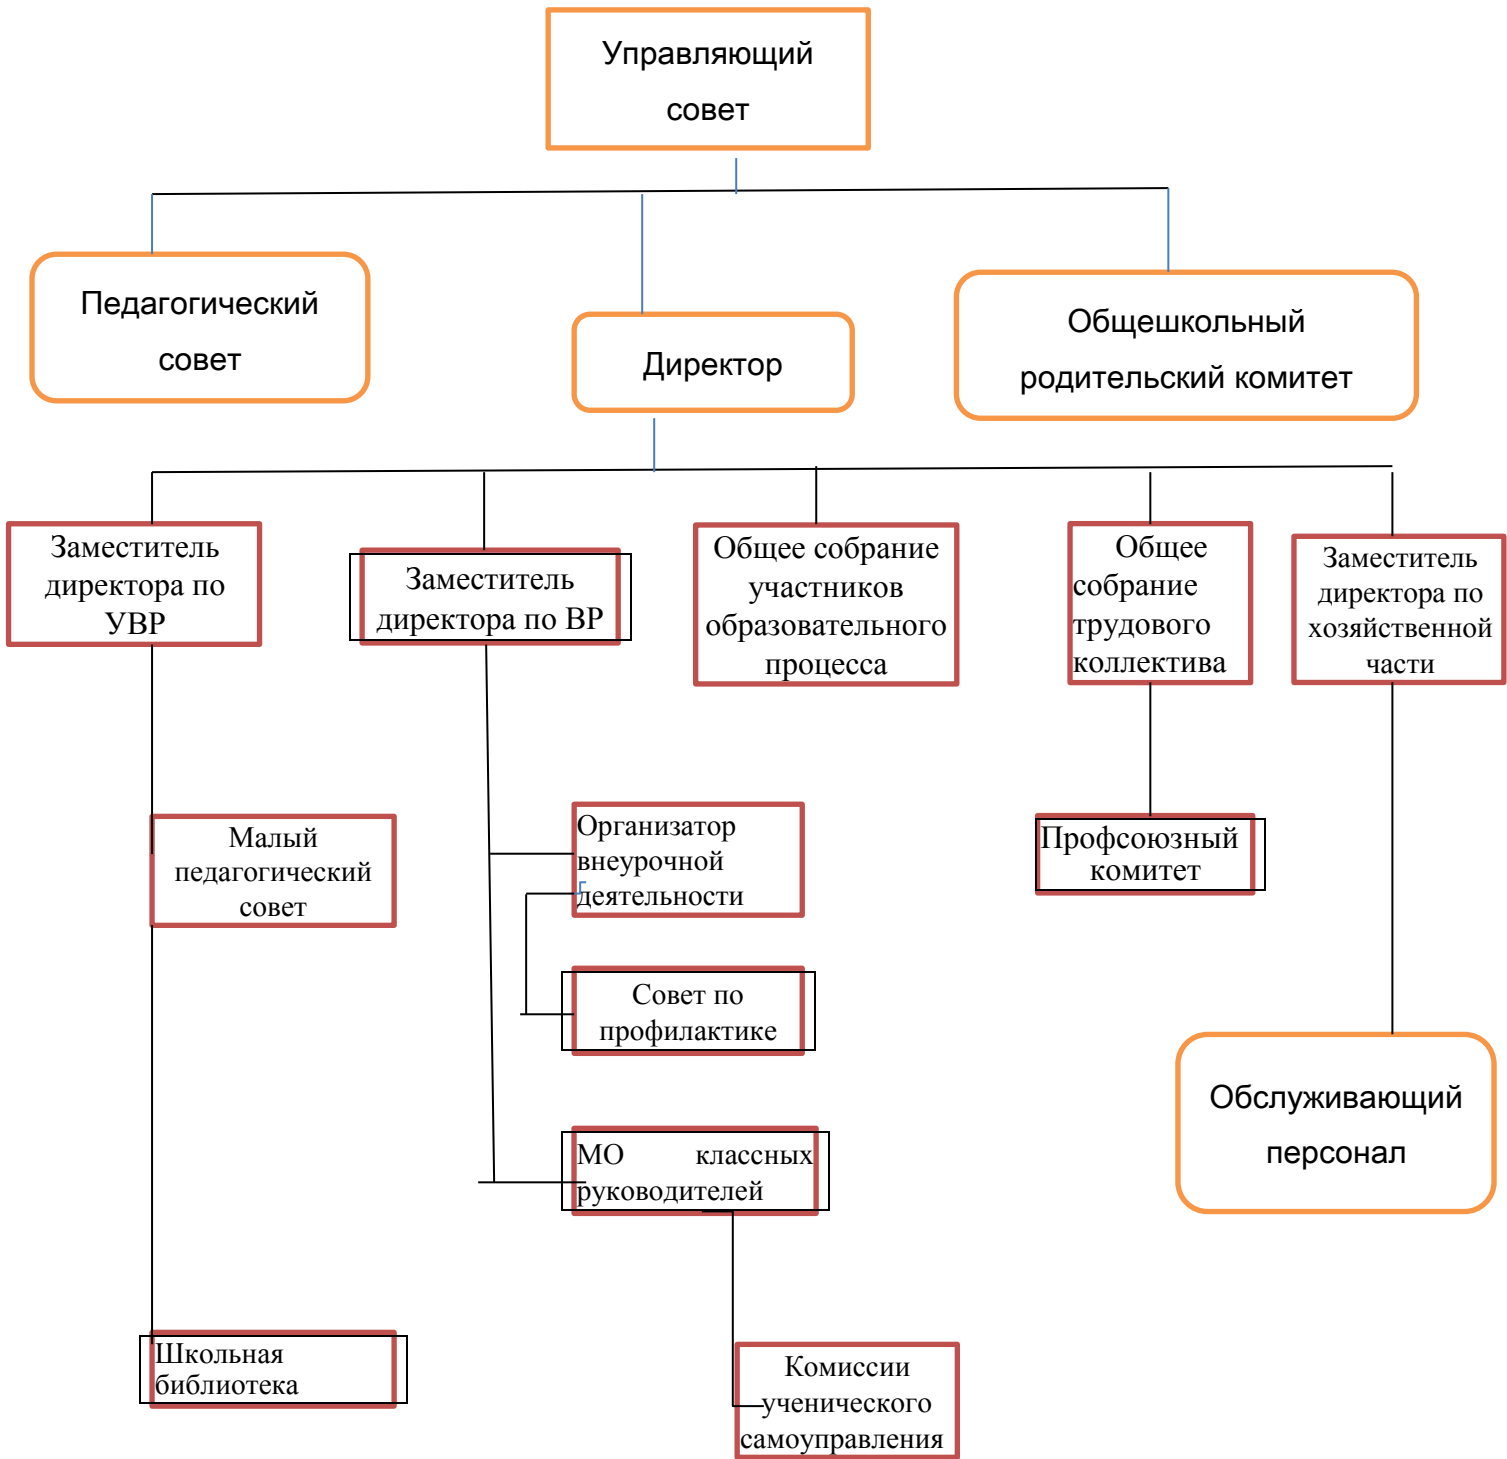 Управляющий
совет
Педагогический
совет
Директор
Общешкольный
родительский комитет
Заместитель
директора по
УВР
Заместитель
директора по ВР
Общее собрание
участников
образовательного
процесса
Общее
собрание
трудового
коллектива
Заместитель
директора по
хозяйственной
части
Малый
педагогический
совет
Организатор
внеурочной
деятельности
Профсоюзный
комитет
Совет по
профилактике
Обслуживающий
персонал
МО классных
руководителей
Школьная
библиотека
Комиссии
ученического
самоуправления